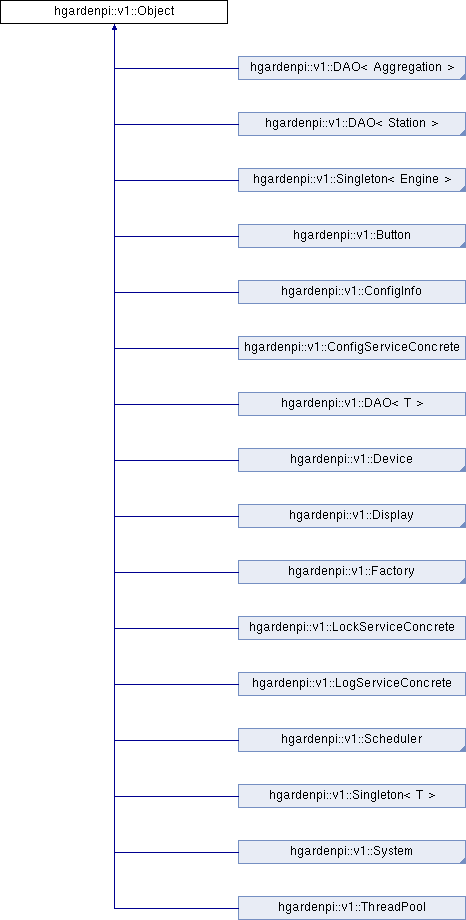 hgardenpi::v1::Object
hgardenpi::v1::DAO< Aggregation >
hgardenpi::v1::DAO< Station >
hgardenpi::v1::Singleton< Engine >
hgardenpi::v1::Button
hgardenpi::v1::ConfigInfo
hgardenpi::v1::ConfigServiceConcrete
hgardenpi::v1::DAO< T >
hgardenpi::v1::Device
hgardenpi::v1::Display
hgardenpi::v1::Factory
hgardenpi::v1::LockServiceConcrete
hgardenpi::v1::LogServiceConcrete
hgardenpi::v1::Scheduler
hgardenpi::v1::Singleton< T >
hgardenpi::v1::System
hgardenpi::v1::ThreadPool